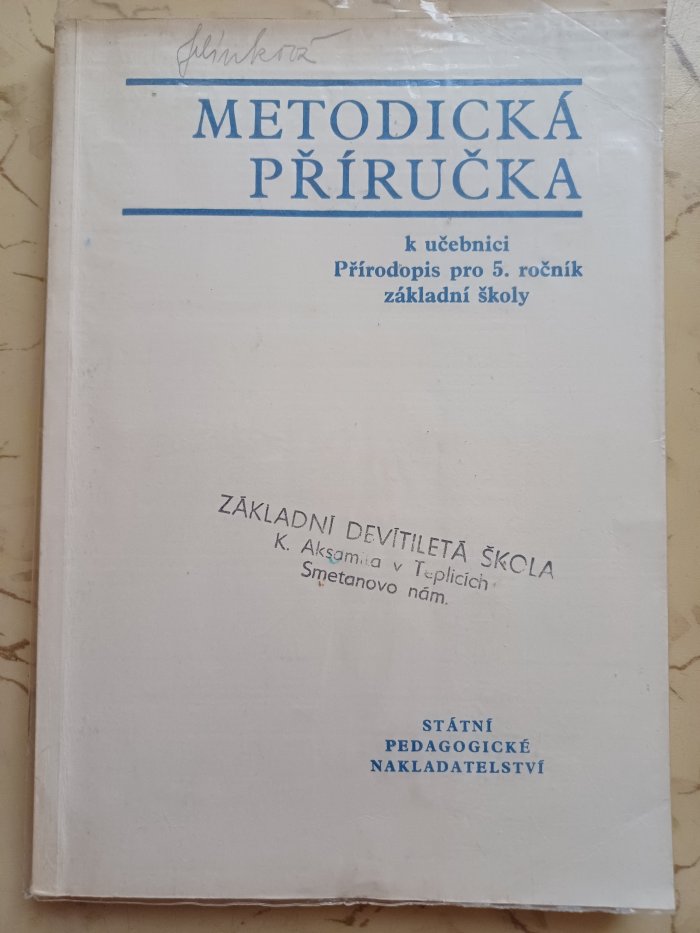 METODICKÁ
PŘÍRUČKA
k učebnici
Přírodopis pro 5. ročník
základní školy
ZÁKLADNÍ DEVÍTILETÁ ŠKOLA
K. Aksamita v Teplicích
Smetanovo nám.
STÁTNÍ
PEDAGOGICKÉ
NAKLADATELSTVÍ